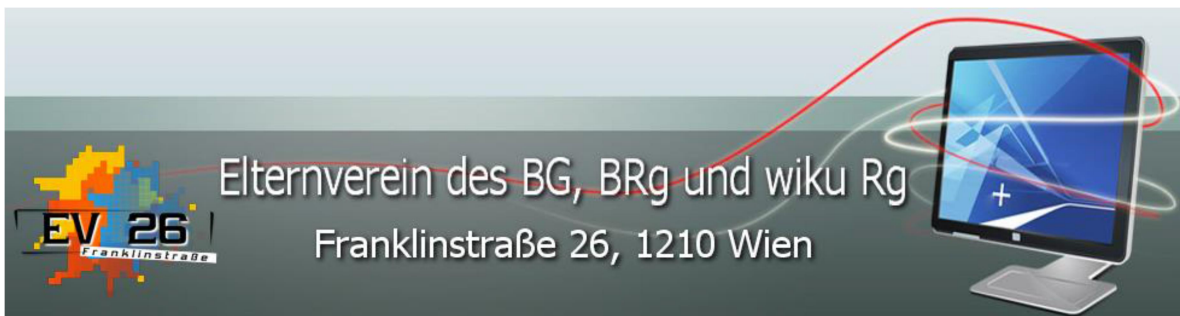 Elternverein des BG, BRg und wiku Rg
Franklinstraße 26, 1210 Wien
EV 26
Franklinstraße